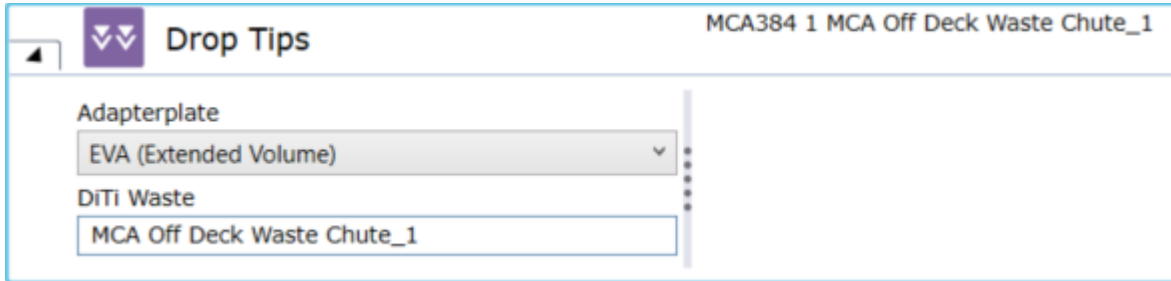 Drop Tips
MCA384 1 MCA Off Deck Waste Chute_1
Adapterplate
EVA (Extended Volume)
DiTi Waste
MCA Off Deck Waste Chute_1